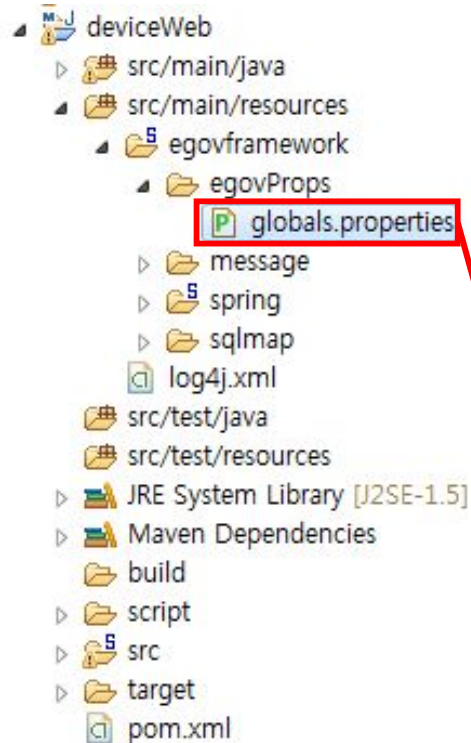 deviceWeb
src/main/java
src/main/resources
egovframework
egovProps
globals.properties
message
spring
sqlmap
log4j.xml
src/test/java
src/test/resources
JRE System Library [J2SE-1.5]
Maven Dependencies
build
script
src
target
pom.xml